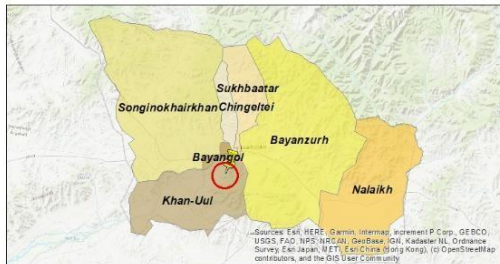 Sukhbaatar
Songinokhairkhan Chingeltei
Bayanzurh
Bayangol
Khan-Uul
Nalaikh
Sources: Esri, HERE, Garmin, Intermap, increment P Corp., GEBCO,
USGS, FAO, NPS, NRCAN, GeoBase, IGN, Kadaster NL, Ordnance
Survey, Esri Japan, METI, Esri China (Hong Kong), (c) OpenStreetMap
contributors, and the GIS User Community